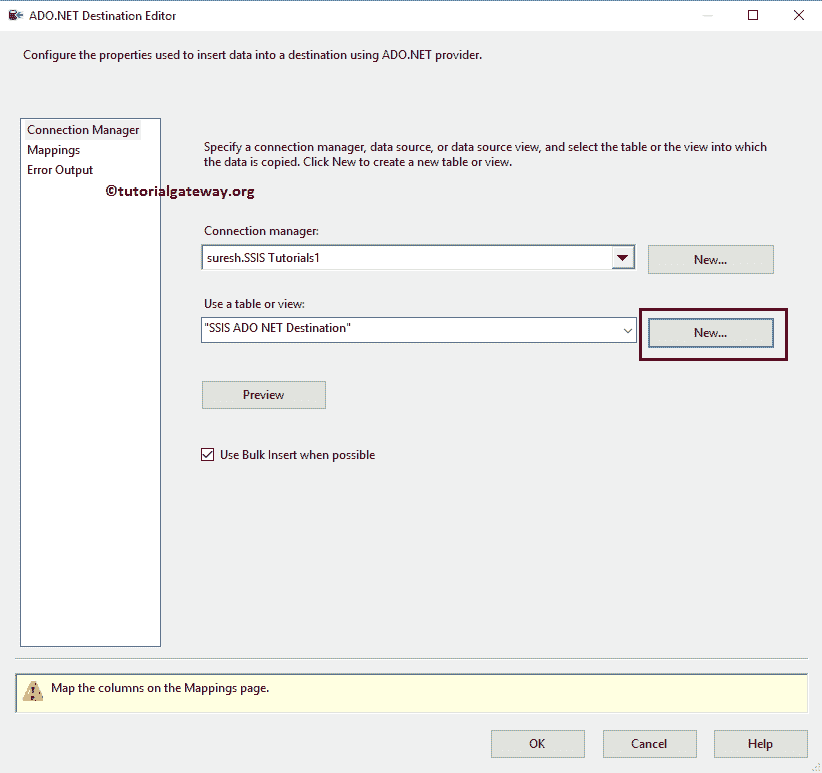 ADO.NET Destination Editor
Configure the properties used to insert data into a destination using ADO.NET provider.
Connection Manager
Mappings
Error Output
©tutorialgateway.org
Specify a connection manager, data source, or data source view, and select the table or the view into which
the data is copied. Click New to create a new table or view.
Connection manager:
suresh.SSIS Tutorials1
New...
Use a table or view:
"SSIS ADO NET Destination"
New...
Preview
Use Bulk Insert when possible
Map the columns on the Mappings page.
OK
Cancel
Help